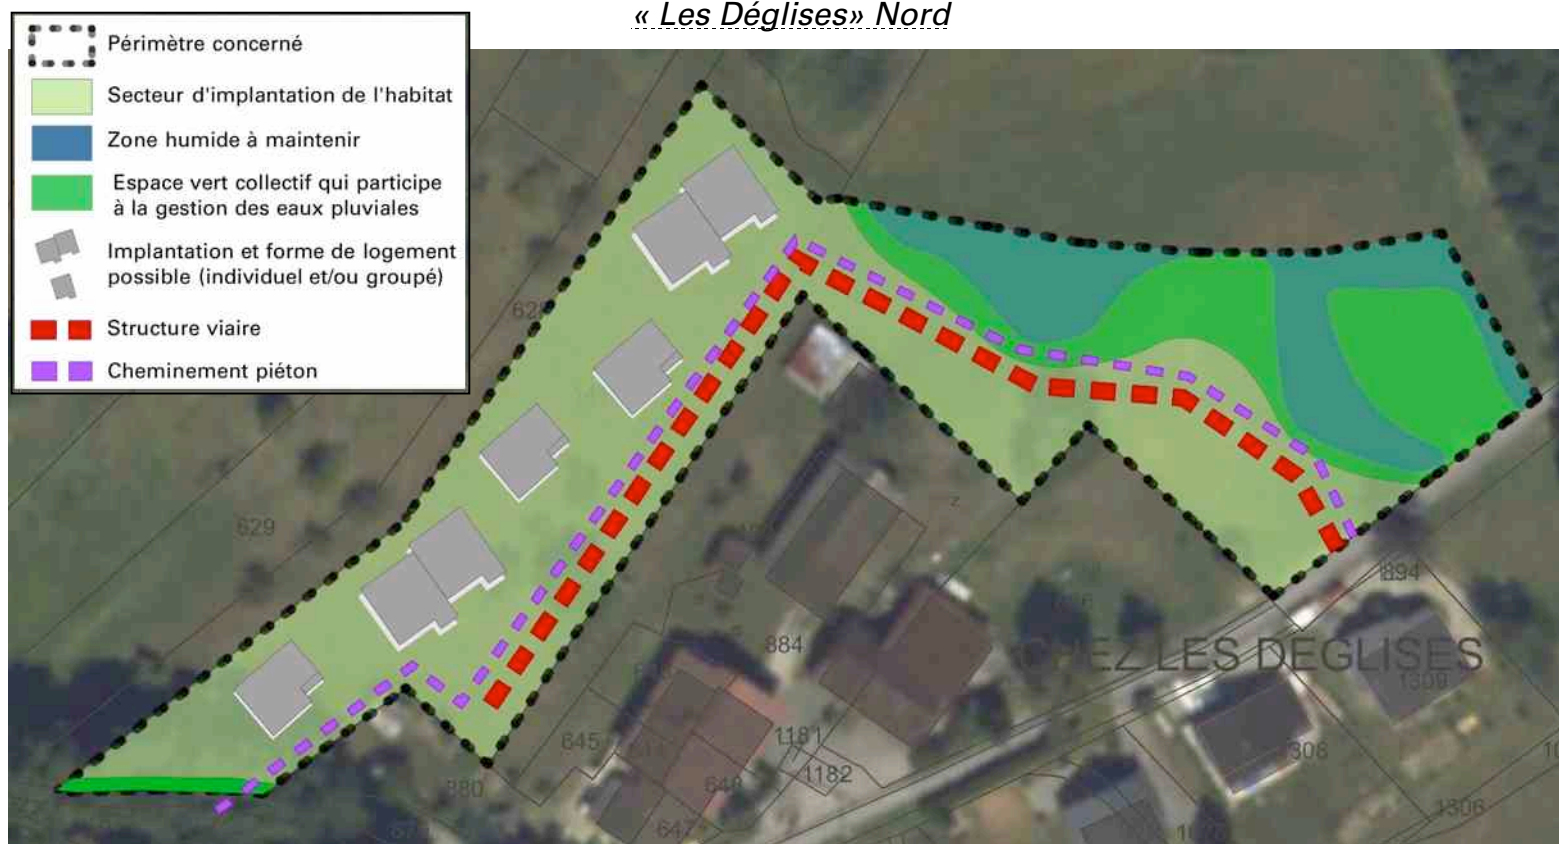 « Les Déglises» Nord
Périmètre concerné
Secteur d'implantation de l'habitat
Zone humide à maintenir
Espace vert collectif qui participe
à la gestion des eaux pluviales
Implantation et forme de logement
possible (individuel et/ou groupé)
Structure viaire
Cheminement piéton
629
894
884
CHEZ LES DEGLISES
1309
645
1181
1182
648
308
880
647
1306